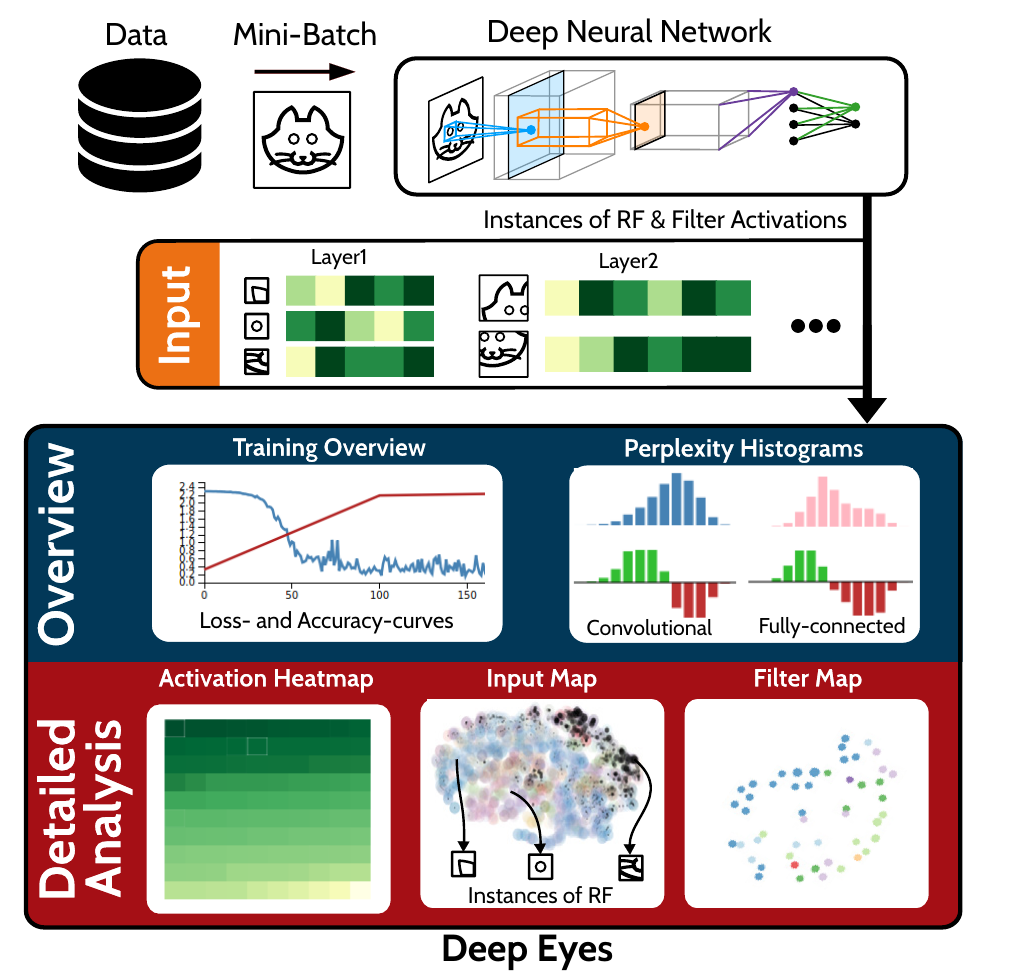 Data
Mini-Batch
Deep Neural Network
Instances of RF & Filter Activations
Input
Layer1
Layer2
Overview
Training Overview
2.4
2.2
2.0
1.8
1.6
1.4
1.2
1.0
0.8
0.6
0.4
0.2
0.0
0 50 100 150
Loss- and Accuracy-curves
Perplexity Histograms
Convolutional
Fully-connected
Detailed
Analysis
Activation Heatmap
Input Map
Instances of RF
Filter Map
Deep Eyes